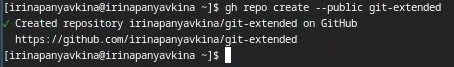 [irinapanyavkina@irinapanyavkina ~]$ gh repo create --public git-extended
✓ Created repository irinapanyavkina/git-extended on GitHub
https://github.com/irinapanyavkina/git-extended
[irinapanyavkina@irinapanyavkina ~]$